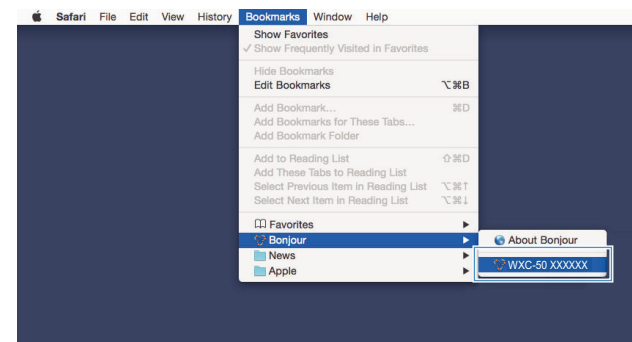 Safari File Edit View History Bookmarks Window Help
Show Favorites
✓ Show Frequently Visited in Favorites
Hide Bookmarks
Edit Bookmarks ⌥⌘B
Add Bookmark... ⌘D
Add Bookmarks for These Tabs...
Add Bookmark Folder
Add to Reading List ⇧⌘D
Add These Tabs to Reading List
Select Previous Item in Reading List ⌥⌘↑
Select Next Item in Reading List ⌥⌘↓
Favorites ▶
Bonjour ▶
About Bonjour
News ▶
WXC-50 XXXXXX
Apple ▶